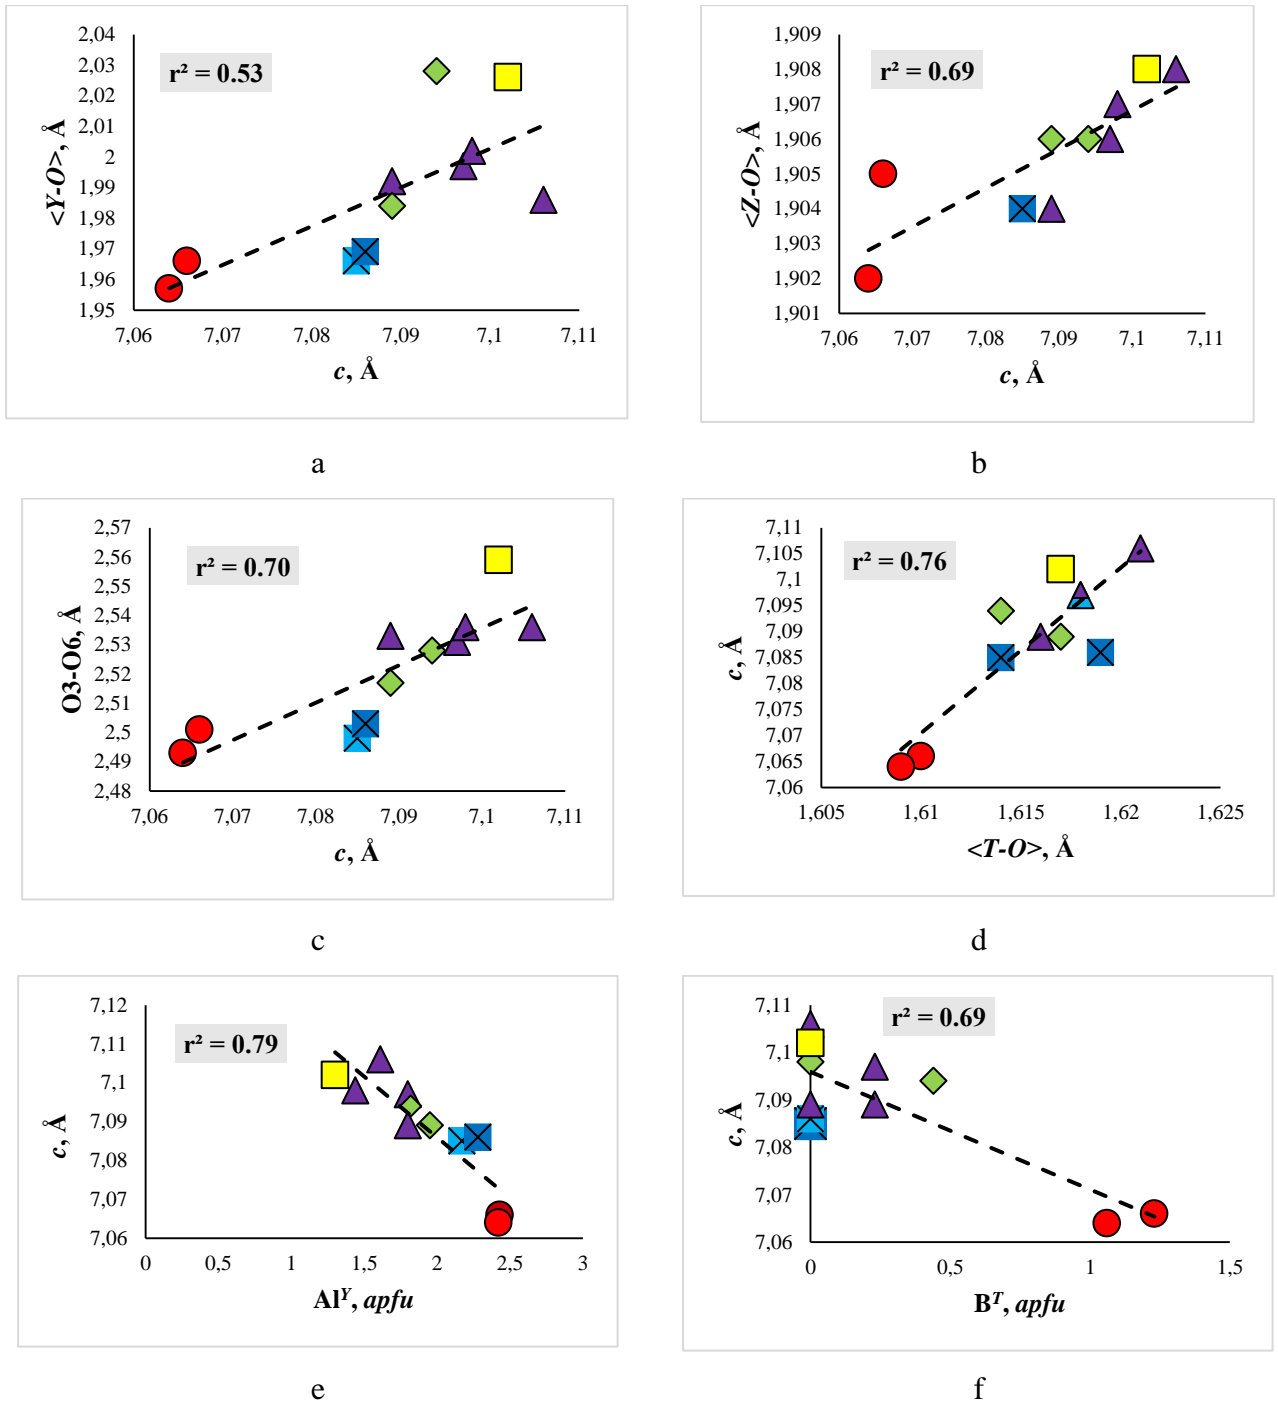 2,04
2,03
2,02
2,01
2
1,99
1,98
1,97
1,96
1,95
<Y-O>, Å
r² = 0.53
7,06 7,07 7,08 7,09 7,1 7,11
c, Å
a
1,909
1,908
1,907
1,906
1,905
1,904
1,903
1,902
1,901
<Z-O>, Å
r² = 0.69
7,06 7,07 7,08 7,09 7,1 7,11
c, Å
b
2,57
2,56
2,55
2,54
2,53
2,52
2,51
2,5
2,49
2,48
O3-O6, Å
r² = 0.70
7,06 7,07 7,08 7,09 7,1 7,11
c, Å
c
7,11
7,105
7,1
7,095
7,09
7,085
7,08
7,075
7,07
7,065
7,06
c, Å
r² = 0.76
1,605 1,61 1,615 1,62 1,625
<T-O>, Å
d
7,12
7,11
7,1
7,09
7,08
7,07
7,06
c, Å
r² = 0.79
0 0,5 1 1,5 2 2,5 3
Al^Y, apfu
e
7,11
7,1
7,09
7,08
7,07
7,06
c, Å
r² = 0.69
0 0,5 1 1,5
B^T, apfu
f